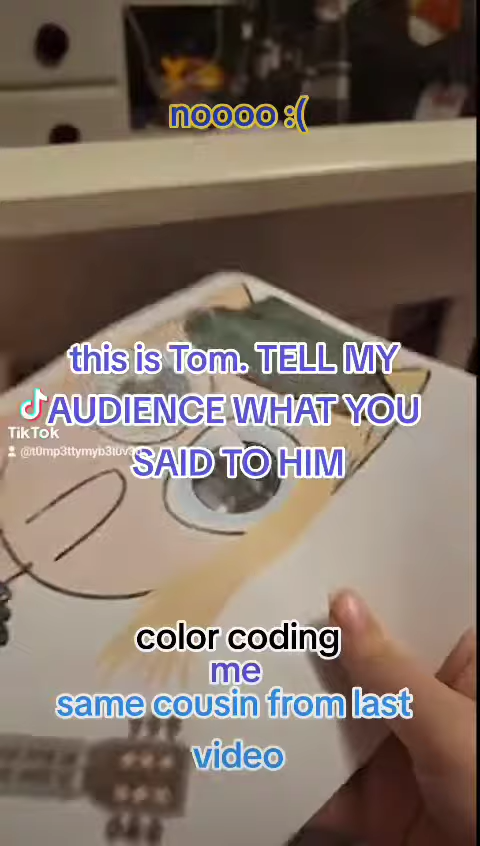 noooo :(
this is Tom. TELL MY
AUDIENCE WHAT YOU
SAID TO HIM
TikTok
color coding
me
same cousin from last
video